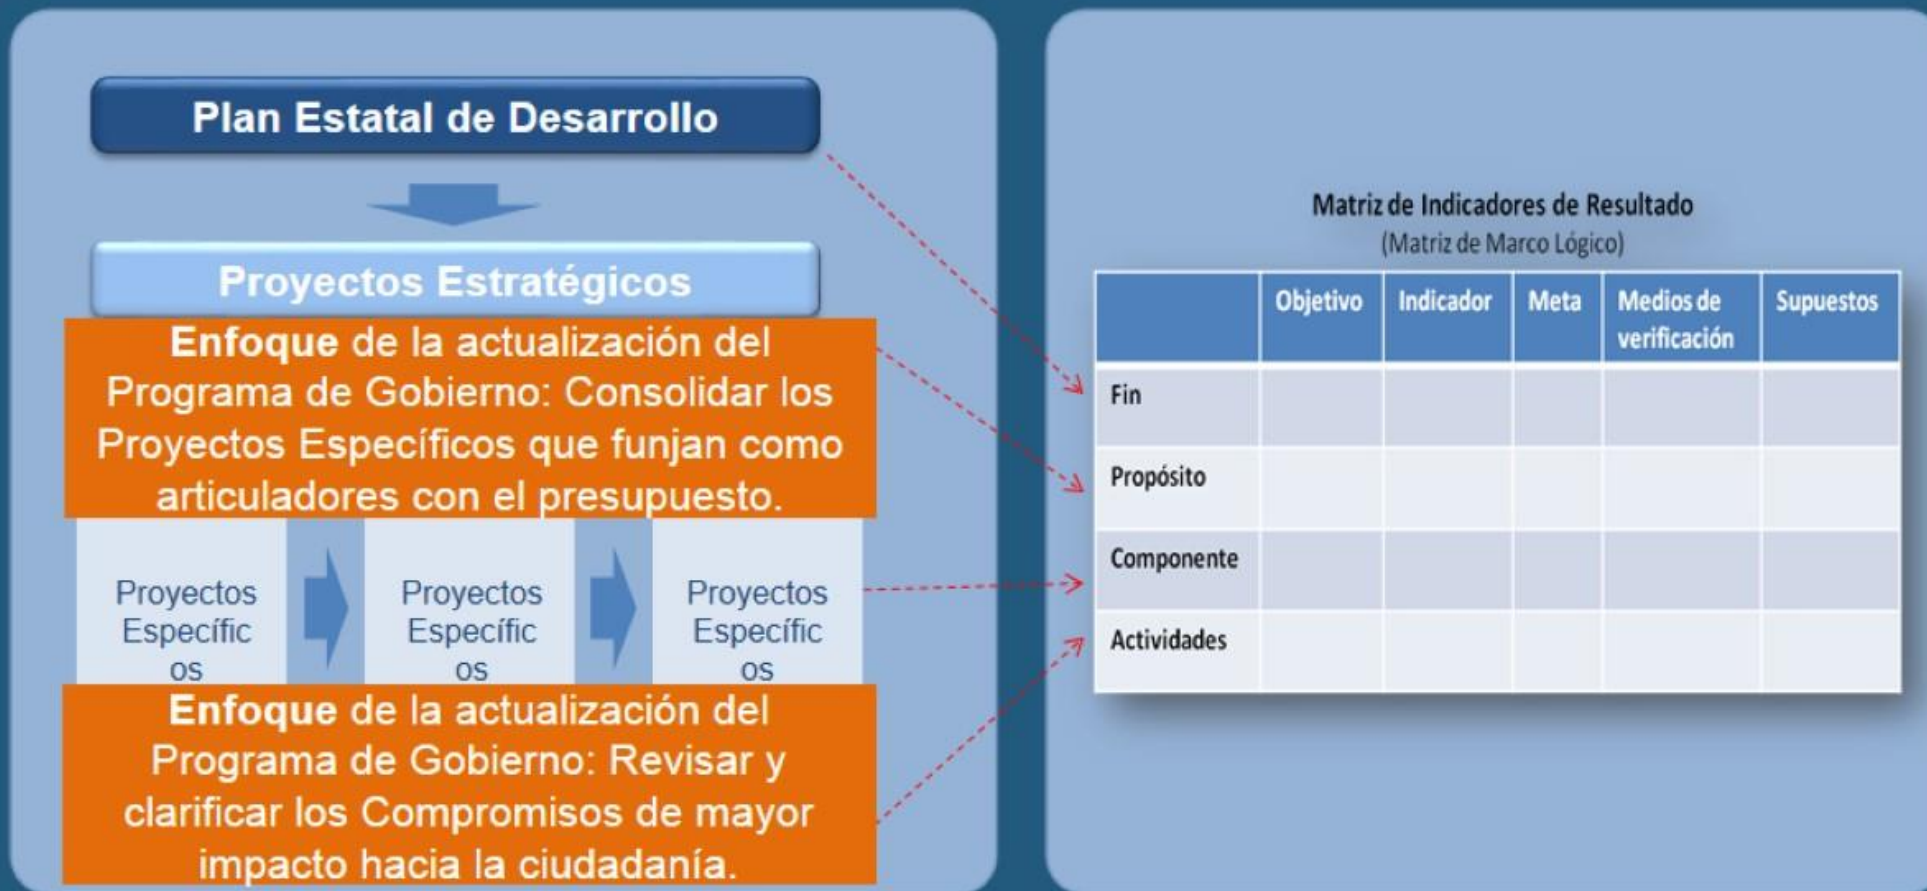 Plan Estatal de Desarrollo
Proyectos Estratégicos
Enfoque de la actualización del
Programa de Gobierno: Consolidar los
Proyectos Específicos que funjan como
articuladores con el presupuesto.
Proyectos
Específic
os
Proyectos
Específic
os
Proyectos
Específic
os
Enfoque de la actualización del
Programa de Gobierno: Revisar y
clarificar los Compromisos de mayor
impacto hacia la ciudadanía.
Matriz de Indicadores de Resultado
(Matriz de Marco Lógico)
Objetivo Indicador Meta Medios de verificación Supuestos
Fin
Propósito
Componente
Actividades